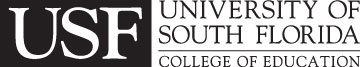 USF
UNIVERSITY OF
SOUTH FLORIDA
COLLEGE OF EDUCATION